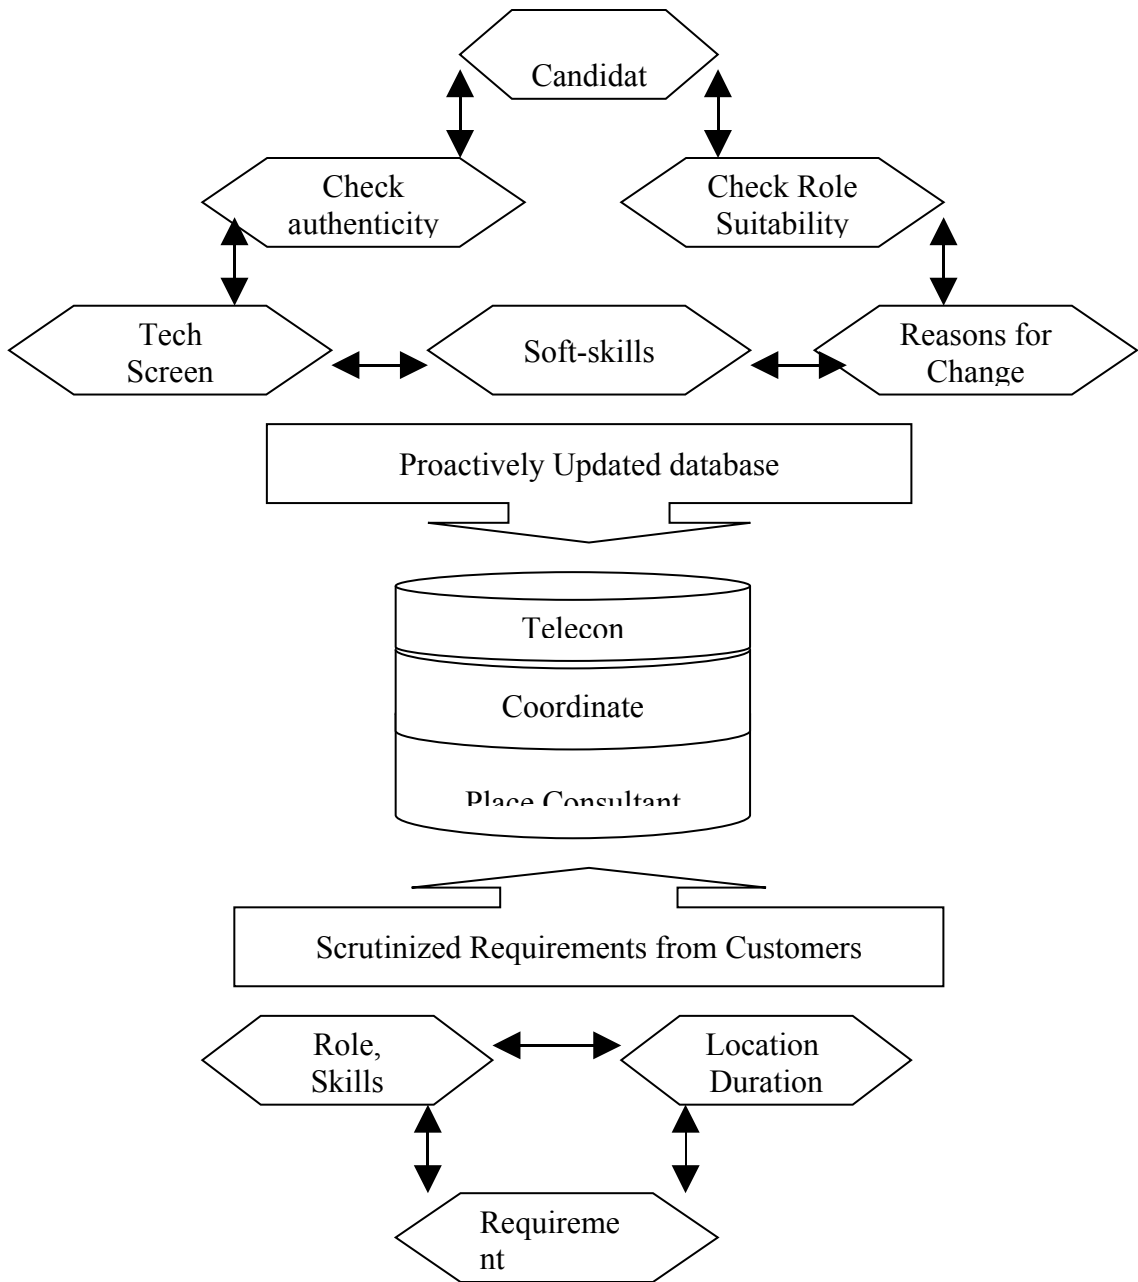 Candidat
Check
authenticity
Check Role
Suitability
Tech
Screen
Soft-skills
Reasons for
Change
Proactively Updated database
Telecon
Coordinate
Place Consultant
Scrutinized Requirements from Customers
Role,
Skills
Location
Duration
Requireme
nt